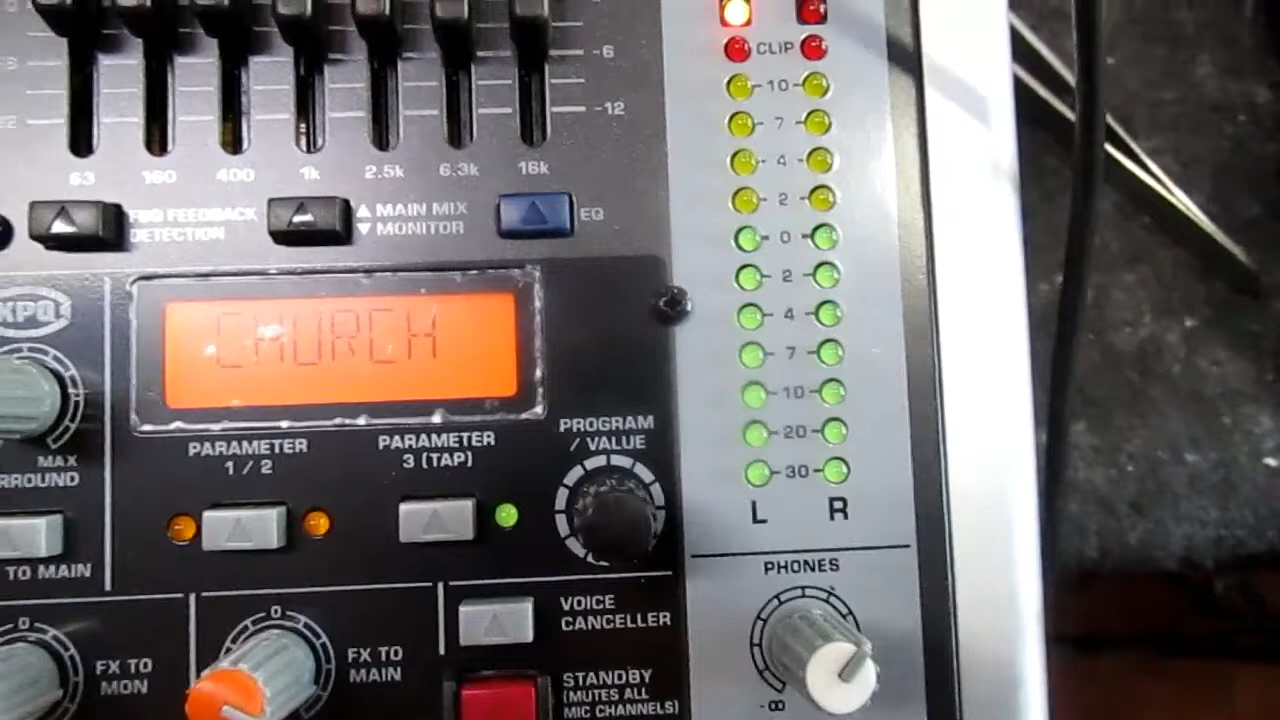 CLIP
-6
10
-12
7
4
63 160 400 1k 2.5k 6.3k 16k
2
FBQ FEEDBACK
DETECTION
MAIN MIX
MONITOR
EQ
0
2
XPQ
CHURCH
4
7
10
PARAMETER
1 / 2
PARAMETER
3 (TAP)
PROGRAM
/ VALUE
20
MAX
30
L R
TO MAIN
PHONES
VOICE
CANCELLER
0
0
FX TO
MON
FX TO
MAIN
STANDBY
(MUTES ALL
MIC CHANNELS)
-∞